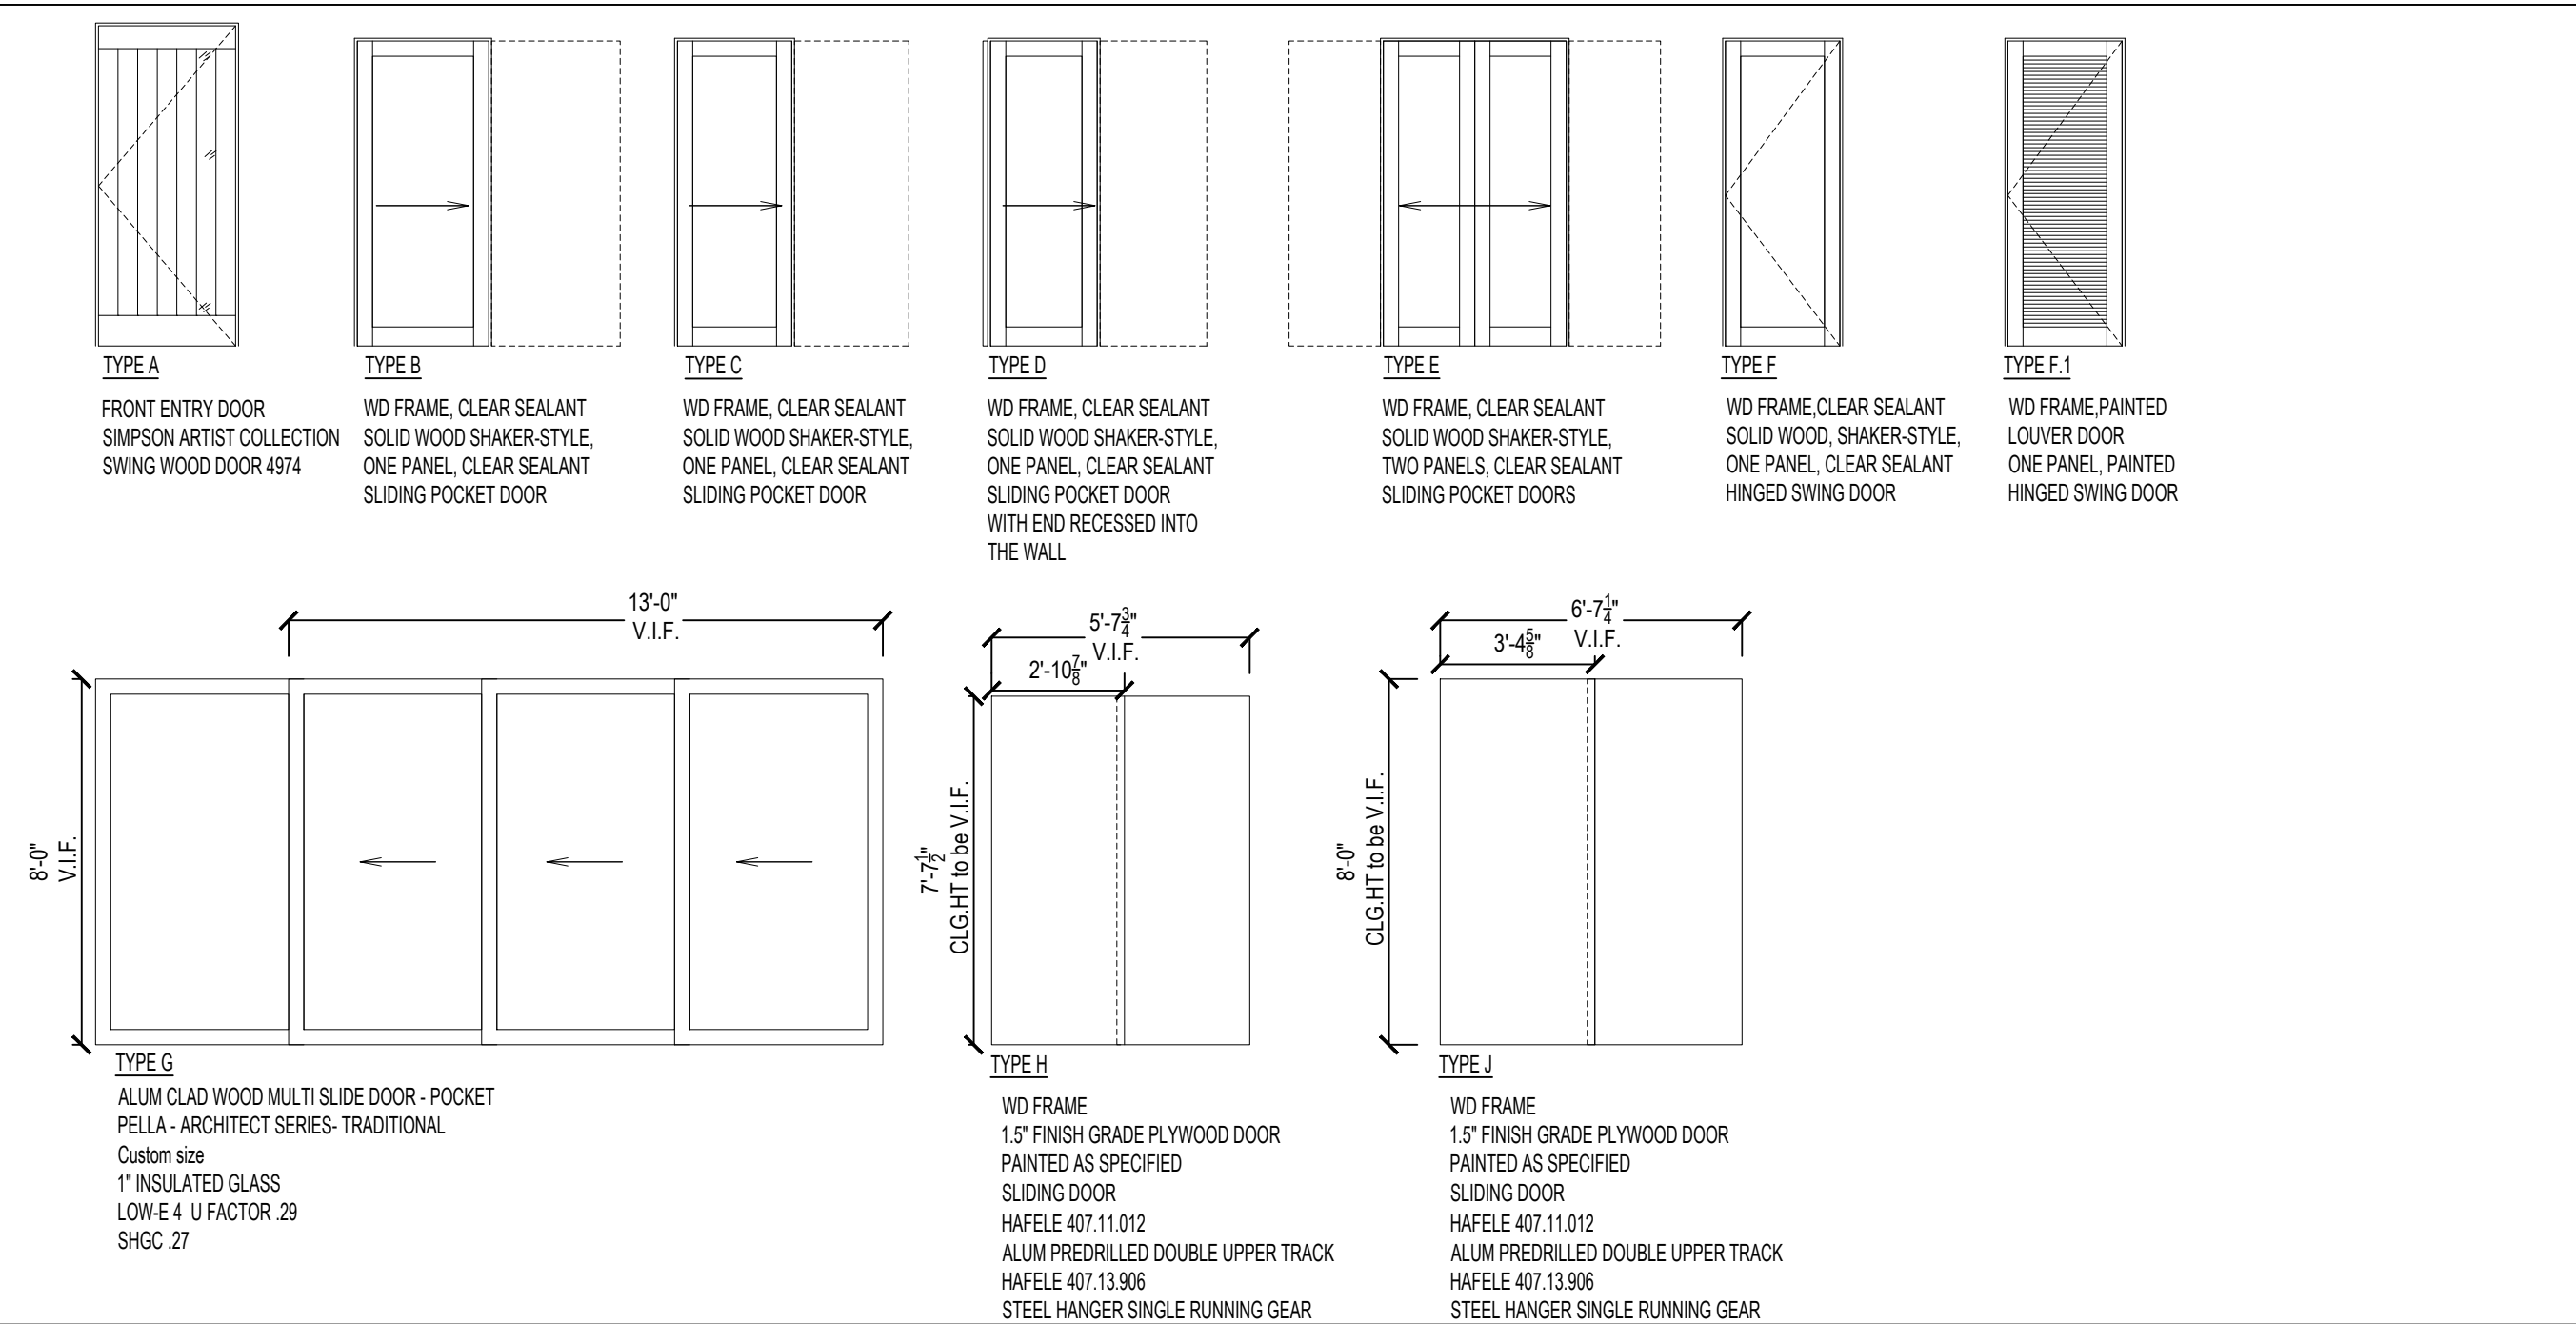 TYPE A
FRONT ENTRY DOOR
SIMPSON ARTIST COLLECTION
SWING WOOD DOOR 4974
TYPE B
WD FRAME, CLEAR SEALANT
SOLID WOOD SHAKER-STYLE,
ONE PANEL, CLEAR SEALANT
SLIDING POCKET DOOR
TYPE C
WD FRAME, CLEAR SEALANT
SOLID WOOD SHAKER-STYLE,
ONE PANEL, CLEAR SEALANT
SLIDING POCKET DOOR
TYPE D
WD FRAME, CLEAR SEALANT
SOLID WOOD SHAKER-STYLE,
ONE PANEL, CLEAR SEALANT
SLIDING POCKET DOOR
WITH END RECESSED INTO
THE WALL
TYPE E
WD FRAME, CLEAR SEALANT
SOLID WOOD SHAKER-STYLE,
TWO PANELS, CLEAR SEALANT
SLIDING POCKET DOORS
TYPE F
WD FRAME,CLEAR SEALANT
SOLID WOOD, SHAKER-STYLE,
ONE PANEL, CLEAR SEALANT
HINGED SWING DOOR
TYPE F.1
WD FRAME,PAINTED
LOUVER DOOR
ONE PANEL, PAINTED
HINGED SWING DOOR
13'-0"
V.I.F.
8'-0"
V.I.F.
TYPE G
ALUM CLAD WOOD MULTI SLIDE DOOR - POCKET
PELLA - ARCHITECT SERIES- TRADITIONAL
Custom size
1" INSULATED GLASS
LOW-E 4 U FACTOR .29
SHGC .27
5'-7 3/4"
V.I.F.
2'-10 7/8"
7'-7 1/2"
CLG.HT to be V.I.F.
TYPE H
WD FRAME
1.5" FINISH GRADE PLYWOOD DOOR
PAINTED AS SPECIFIED
SLIDING DOOR
HAFELE 407.11.012
ALUM PREDRILLED DOUBLE UPPER TRACK
HAFELE 407.13.906
STEEL HANGER SINGLE RUNNING GEAR
6'-7 1/4"
V.I.F.
3'-4 5/8"
8'-0"
CLG.HT to be V.I.F.
TYPE J
WD FRAME
1.5" FINISH GRADE PLYWOOD DOOR
PAINTED AS SPECIFIED
SLIDING DOOR
HAFELE 407.11.012
ALUM PREDRILLED DOUBLE UPPER TRACK
HAFELE 407.13.906
STEEL HANGER SINGLE RUNNING GEAR